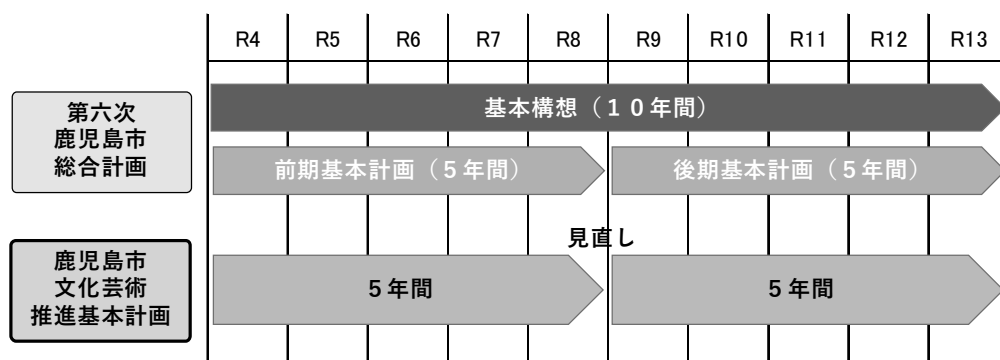 R4 R5 R6 R7 R8 R9 R10 R11 R12 R13
第六次
鹿児島市
総合計画
基本構想（１０年間）
前期基本計画（５年間） 後期基本計画（５年間）
見直し
鹿児島市
文化芸術
推進基本計画
５年間 ５年間